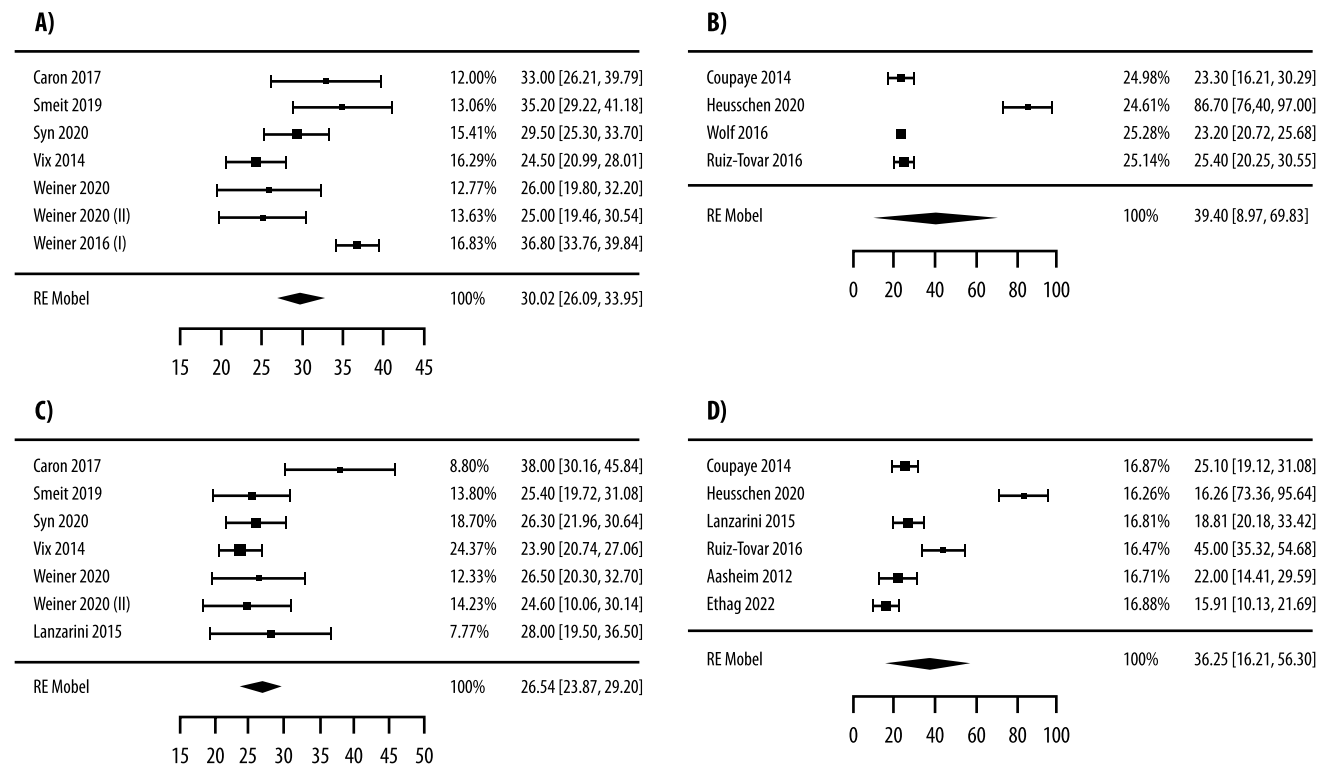 A)
Caron 2017 12.00% 33.00 [26.21, 39.79]
Smeit 2019 13.06% 35.20 [29.22, 41.18]
Syn 2020 15.41% 29.50 [25.30, 33.70]
Vix 2014 16.29% 24.50 [20.99, 28.01]
Weiner 2020 12.77% 26.00 [19.80, 32.20]
Weiner 2020 (II) 13.63% 25.00 [19.46, 30.54]
Weiner 2016 (I) 16.83% 36.80 [33.76, 39.84]
RE Mobel 100% 30.02 [26.09, 33.95]
15 20 25 30 35 40 45
B)
Coupaye 2014 24.98% 23.30 [16.21, 30.29]
Heusschen 2020 24.61% 86.70 [76,40, 97.00]
Wolf 2016 25.28% 23.20 [20.72, 25.68]
Ruiz-Tovar 2016 25.14% 25.40 [20.25, 30.55]
RE Mobel 100% 39.40 [8.97, 69.83]
0 20 40 60 80 100
C)
Caron 2017 8.80% 38.00 [30.16, 45.84]
Smeit 2019 13.80% 25.40 [19.72, 31.08]
Syn 2020 18.70% 26.30 [21.96, 30.64]
Vix 2014 24.37% 23.90 [20.74, 27.06]
Weiner 2020 12.33% 26.50 [20.30, 32.70]
Weiner 2020 (II) 14.23% 24.60 [10.06, 30.14]
Lanzarini 2015 7.77% 28.00 [19.50, 36.50]
RE Mobel 100% 26.54 [23.87, 29.20]
15 20 25 30 35 40 45 50
D)
Coupaye 2014 16.87% 25.10 [19.12, 31.08]
Heusschen 2020 16.26% 16.26 [73.36, 95.64]
Lanzarini 2015 16.81% 18.81 [20.18, 33.42]
Ruiz-Tovar 2016 16.47% 45.00 [35.32, 54.68]
Aasheim 2012 16.71% 22.00 [14.41, 29.59]
Ethag 2022 16.88% 15.91 [10.13, 21.69]
RE Mobel 100% 36.25 [16.21, 56.30]
0 20 40 60 80 100